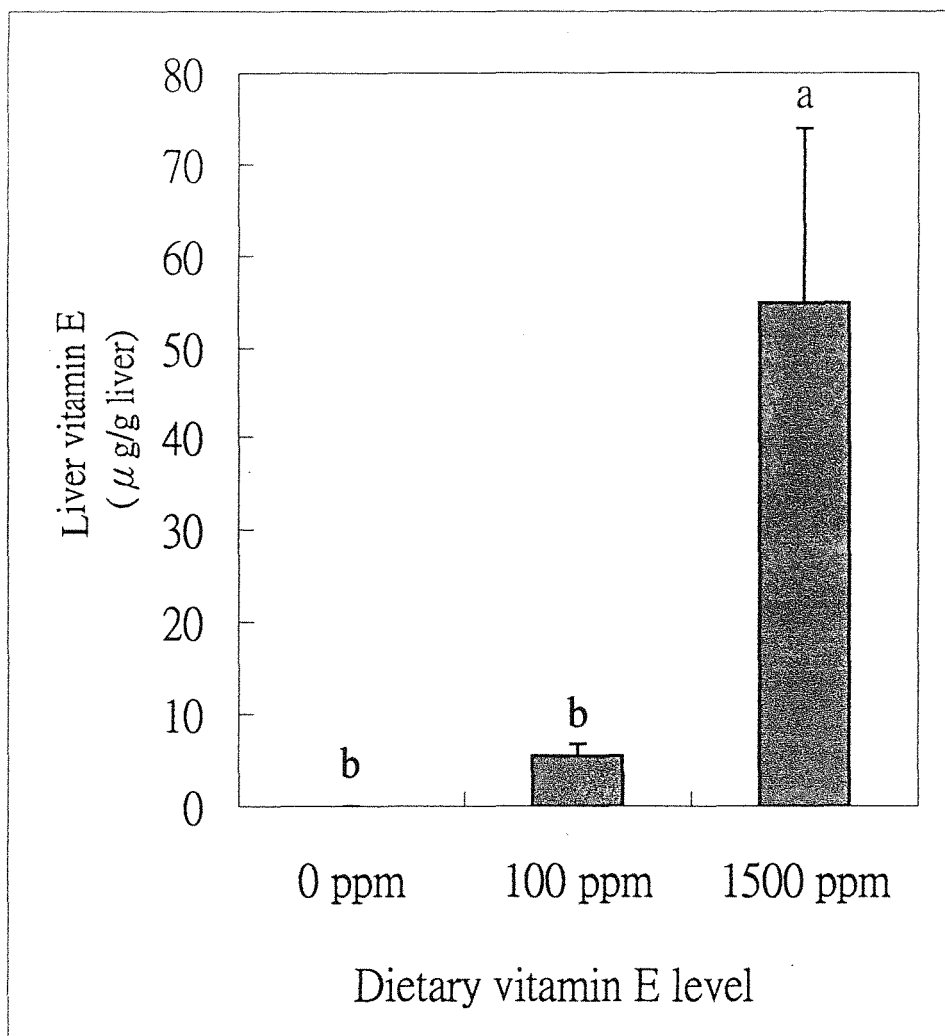 80
70
60
50
40
30
20
10
0
Liver vitamin E
(μg/g liver)
b
b
a
0 ppm
100 ppm
1500 ppm
Dietary vitamin E level